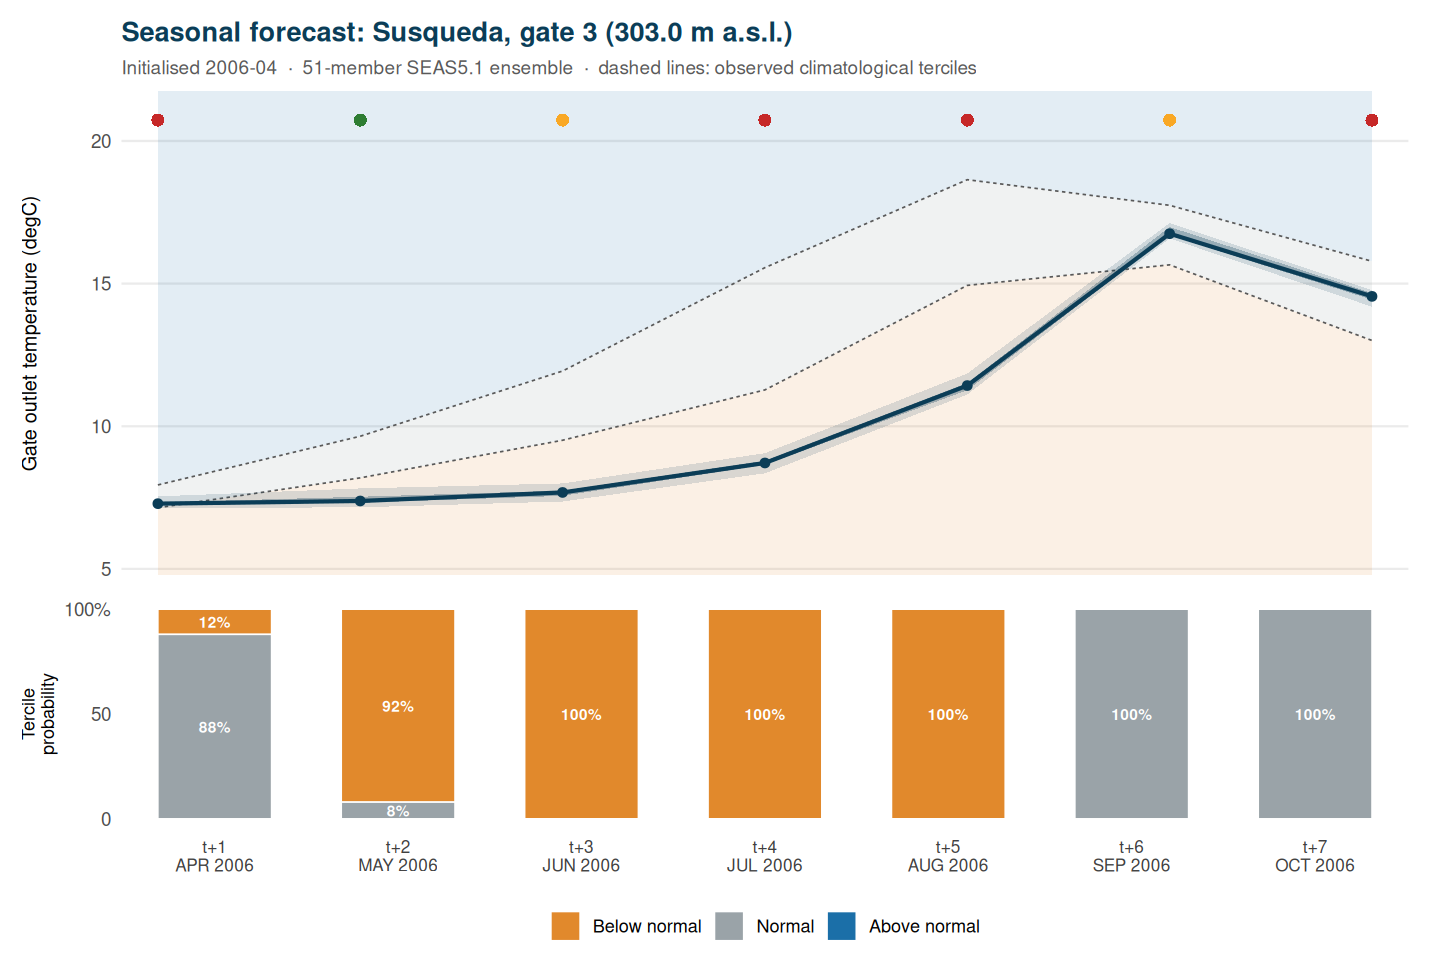 Seasonal forecast: Susqueda, gate 3 (303.0 m a.s.l.)
Initialised 2006-04 · 51-member SEAS5.1 ensemble · dashed lines: observed climatological terciles
Gate outlet temperature (degC)
20
15
10
5
Tercile
probability
100%
50
0
12%
88%
92%
8%
100%
100%
100%
100%
100%
t+1
APR 2006
t+2
MAY 2006
t+3
JUN 2006
t+4
JUL 2006
t+5
AUG 2006
t+6
SEP 2006
t+7
OCT 2006
Below normal
Normal
Above normal